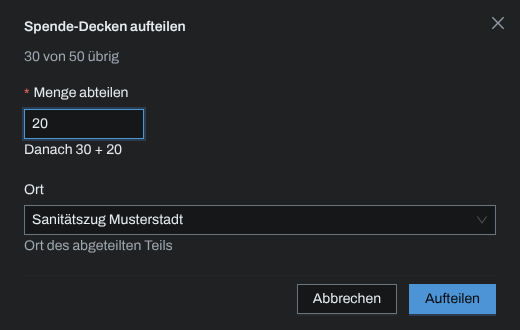 Spende-Decken aufteilen
30 von 50 übrig
* Menge abteilen
20
Danach 30 + 20
Ort
Sanitätszug Musterstadt
Ort des abgeteilten Teils
Abbrechen
Aufteilen